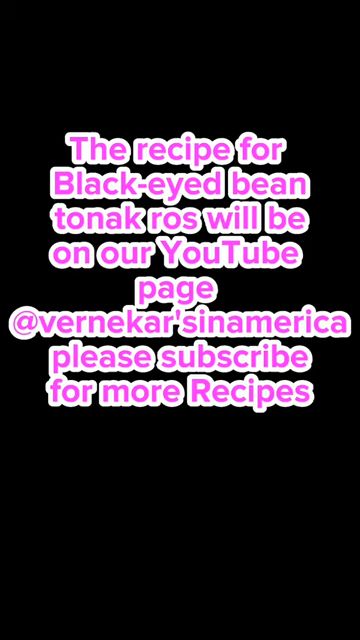 The recipe for
Black-eyed bean
tonak ros will be
on our YouTube
page
@vernekar'sinamerica
please subscribe
for more Recipes